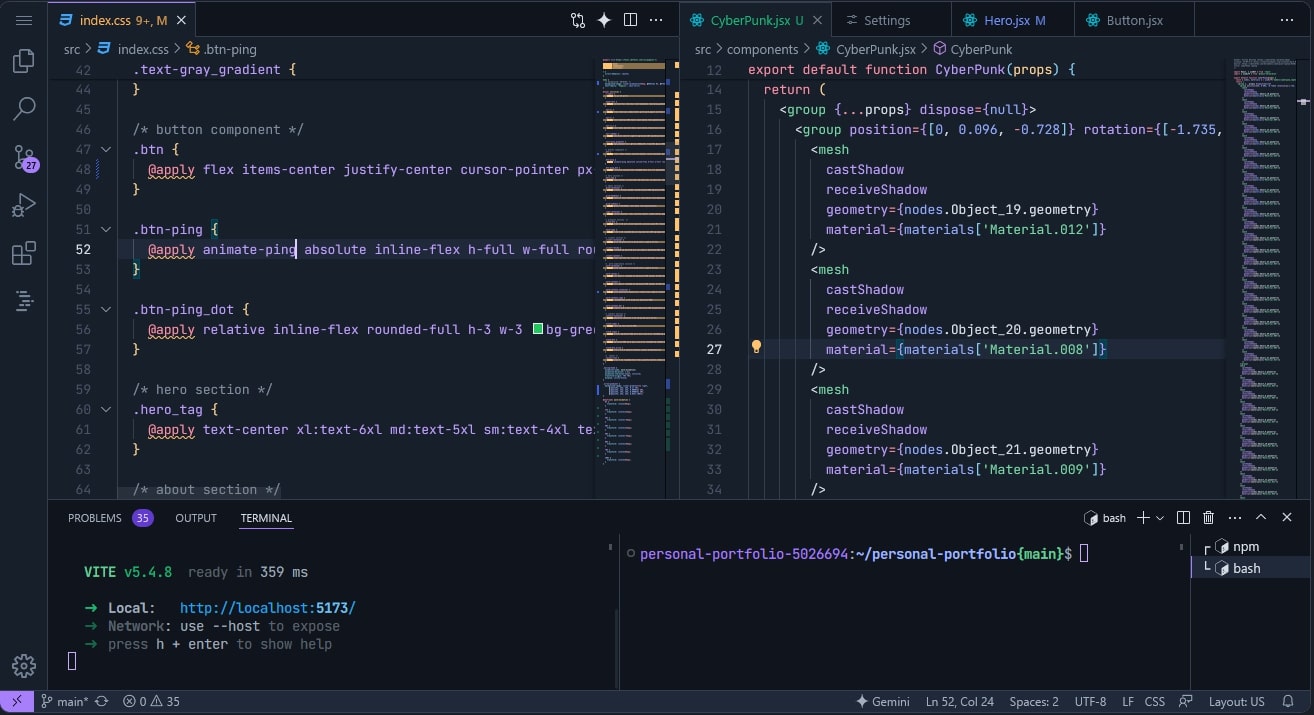 index.css 9+, M
CyberPunk.jsx U
Settings
Hero.jsx M
Button.jsx
src > index.css > .btn-ping
src > components > CyberPunk.jsx > CyberPunk
42 .text-gray_gradient {
44 }
45
46 /* button component */
47 .btn {
48 @apply flex items-center justify-center cursor-pointer px
49 }
50
51 .btn-ping {
52 @apply animate-ping absolute inline-flex h-full w-full rou
53 }
54
55 .btn-ping_dot {
56 @apply relative inline-flex rounded-full h-3 w-3 bg-gree
57 }
58
59 /* hero section */
60 .hero_tag {
61 @apply text-center xl:text-6xl md:text-5xl sm:text-4xl te
62 }
63
64 /* about section */
12 export default function CyberPunk(props) {
14 return (
15 <group {...props} dispose={null}>
16 <group position={[0, 0.096, -0.728]} rotation={[-1.735,
17 <mesh
18 castShadow
19 receiveShadow
20 geometry={nodes.Object_19.geometry}
21 material={materials['Material.012']}
22 />
23 <mesh
24 castShadow
25 receiveShadow
26 geometry={nodes.Object_20.geometry}
27 material={materials['Material.008']}
28 />
29 <mesh
30 castShadow
31 receiveShadow
32 geometry={nodes.Object_21.geometry}
33 material={materials['Material.009']}
34 />
27
PROBLEMS 35 OUTPUT TERMINAL
bash
VITE v5.4.8 ready in 359 ms
➜ Local: http://localhost:5173/
➜ Network: use --host to expose
➜ press h + enter to show help
personal-portfolio-5026694:~/personal-portfolio{main}$
npm
bash
main* 0 35
Gemini Ln 52, Col 24 Spaces: 2 UTF-8 LF CSS Layout: US